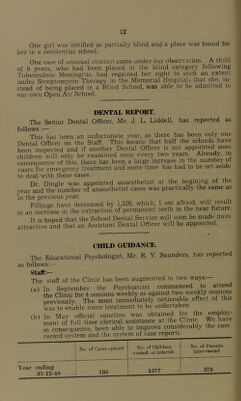 12
One girl was notified as partially blind and a place was found for
her in a residential school.
One case of unusual interest came under our observation. A child
of 9 years, who had been placed in the blind category following
Tuberculous Meningitis, had regained her sight to such an extent
under Streptomycin Therapy in the Memorial Hospital, that she, in-
stead of being placed in a Blind School, was able to be admitted to
our own Open Air School.
DENTAL REPORT.
The Senior Dental Officer, Mr. J. L. Liddell, has reported as
follows:—
This has been an unfortunate year, as there has been only one
Dental Officer on the Staff. This means that half the schools have
been inspected and if another Dental Officer is not appointed soon
children will only be examined once every two years. Already, in
consequence of this, there has been a large increase in the number of
cases for emergency treatment and more time has had to be set aside
to deal with these cases.
Dr. Dingle was appointed anaesthetist at the beginning of the
year and the number of anaesthetist cases was practically the same as
in the previous year.
Fillings have decreased by 1,320, which, I am afraid, will result
in an increase in the extraction of permanent teeth in the near future.
It is hoped that the School Dental Service will soon be made more
attractive and that an Assistant Dental Officer will be appointed.
CHILD GUIDANCE.
The Educational Psychologist, Mr. R. V. Saunders, has reported
as follows:—
Staff:—
The staff of the Clinic has been augmented in two ways:—
(a) In September the Psychiatrist commenced to attend
the Clinic for 4 sessions weekly as against two weekly sessions
previously. The most immediately noticeable effect of this
was to enable more treatment to be undertaken.
(b) In May official sanction was obtained for the employ-
ment of full time clerical assistance at the Clinic. We have
in consequence, been able to improve considerably the case
record system and the system of case reports.
No. of Cases opened No. of Children No. of Parents
interviewed
Year ending
31-12-49 1577 579